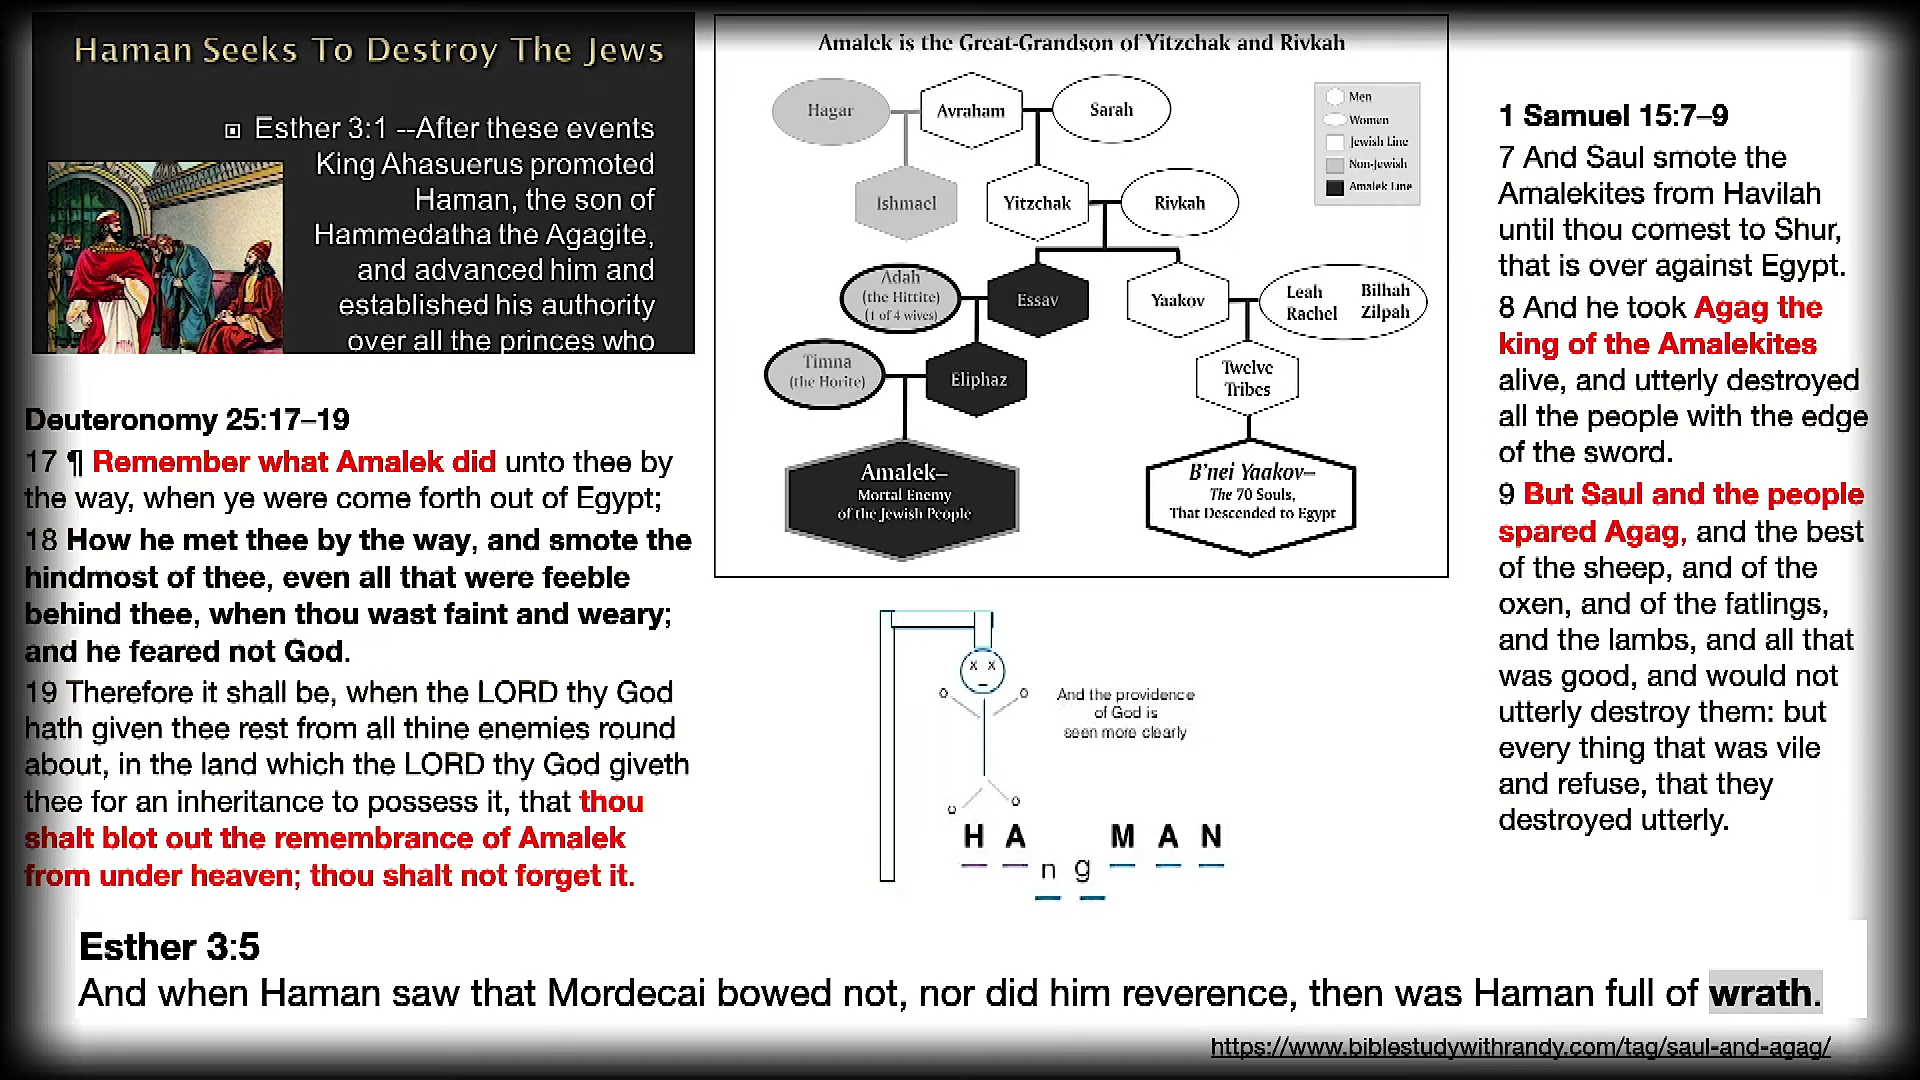 Haman Seeks To Destroy The Jews
Esther 3:1 --After these events
King Ahasuerus promoted
Haman, the son of
Hammedatha the Agagite,
and advanced him and
established his authority
over all the princes who
Deuteronomy 25:17–19
17 ¶ Remember what Amalek did unto thee by
the way, when ye were come forth out of Egypt;
18 How he met thee by the way, and smote the
hindmost of thee, even all that were feeble
behind thee, when thou wast faint and weary;
and he feared not God.
19 Therefore it shall be, when the LORD thy God
hath given thee rest from all thine enemies round
about, in the land which the LORD thy God giveth
thee for an inheritance to possess it, that thou
shalt blot out the remembrance of Amalek
from under heaven; thou shalt not forget it.
Amalek is the Great-Grandson of Yitzchak and Rivkah
Hagar
Avraham
Sarah
Men
Women
Jewish Line
Non-Jewish
Amalek Line
Ishmael
Yitzchak
Rivkah
Adah
(the Hittite)
(1 of 4 wives)
Essav
Yaakov
Leah Bilhah
Rachel Zilpah
Timna
(the Horite)
Eliphaz
Twelve
Tribes
Amalek–
Mortal Enemy
of the Jewish People
B'nei Yaakov–
The 70 Souls,
That Descended to Egypt
x x
And the providence
of God is
seen more clearly
H A M A N
n g
1 Samuel 15:7–9
7 And Saul smote the
Amalekites from Havilah
until thou comest to Shur,
that is over against Egypt.
8 And he took Agag the
king of the Amalekites
alive, and utterly destroyed
all the people with the edge
of the sword.
9 But Saul and the people
spared Agag, and the best
of the sheep, and of the
oxen, and of the fatlings,
and the lambs, and all that
was good, and would not
utterly destroy them: but
every thing that was vile
and refuse, that they
destroyed utterly.
Esther 3:5
And when Haman saw that Mordecai bowed not, nor did him reverence, then was Haman full of wrath.
https://www.biblestudywithrandy.com/tag/saul-and-agag/